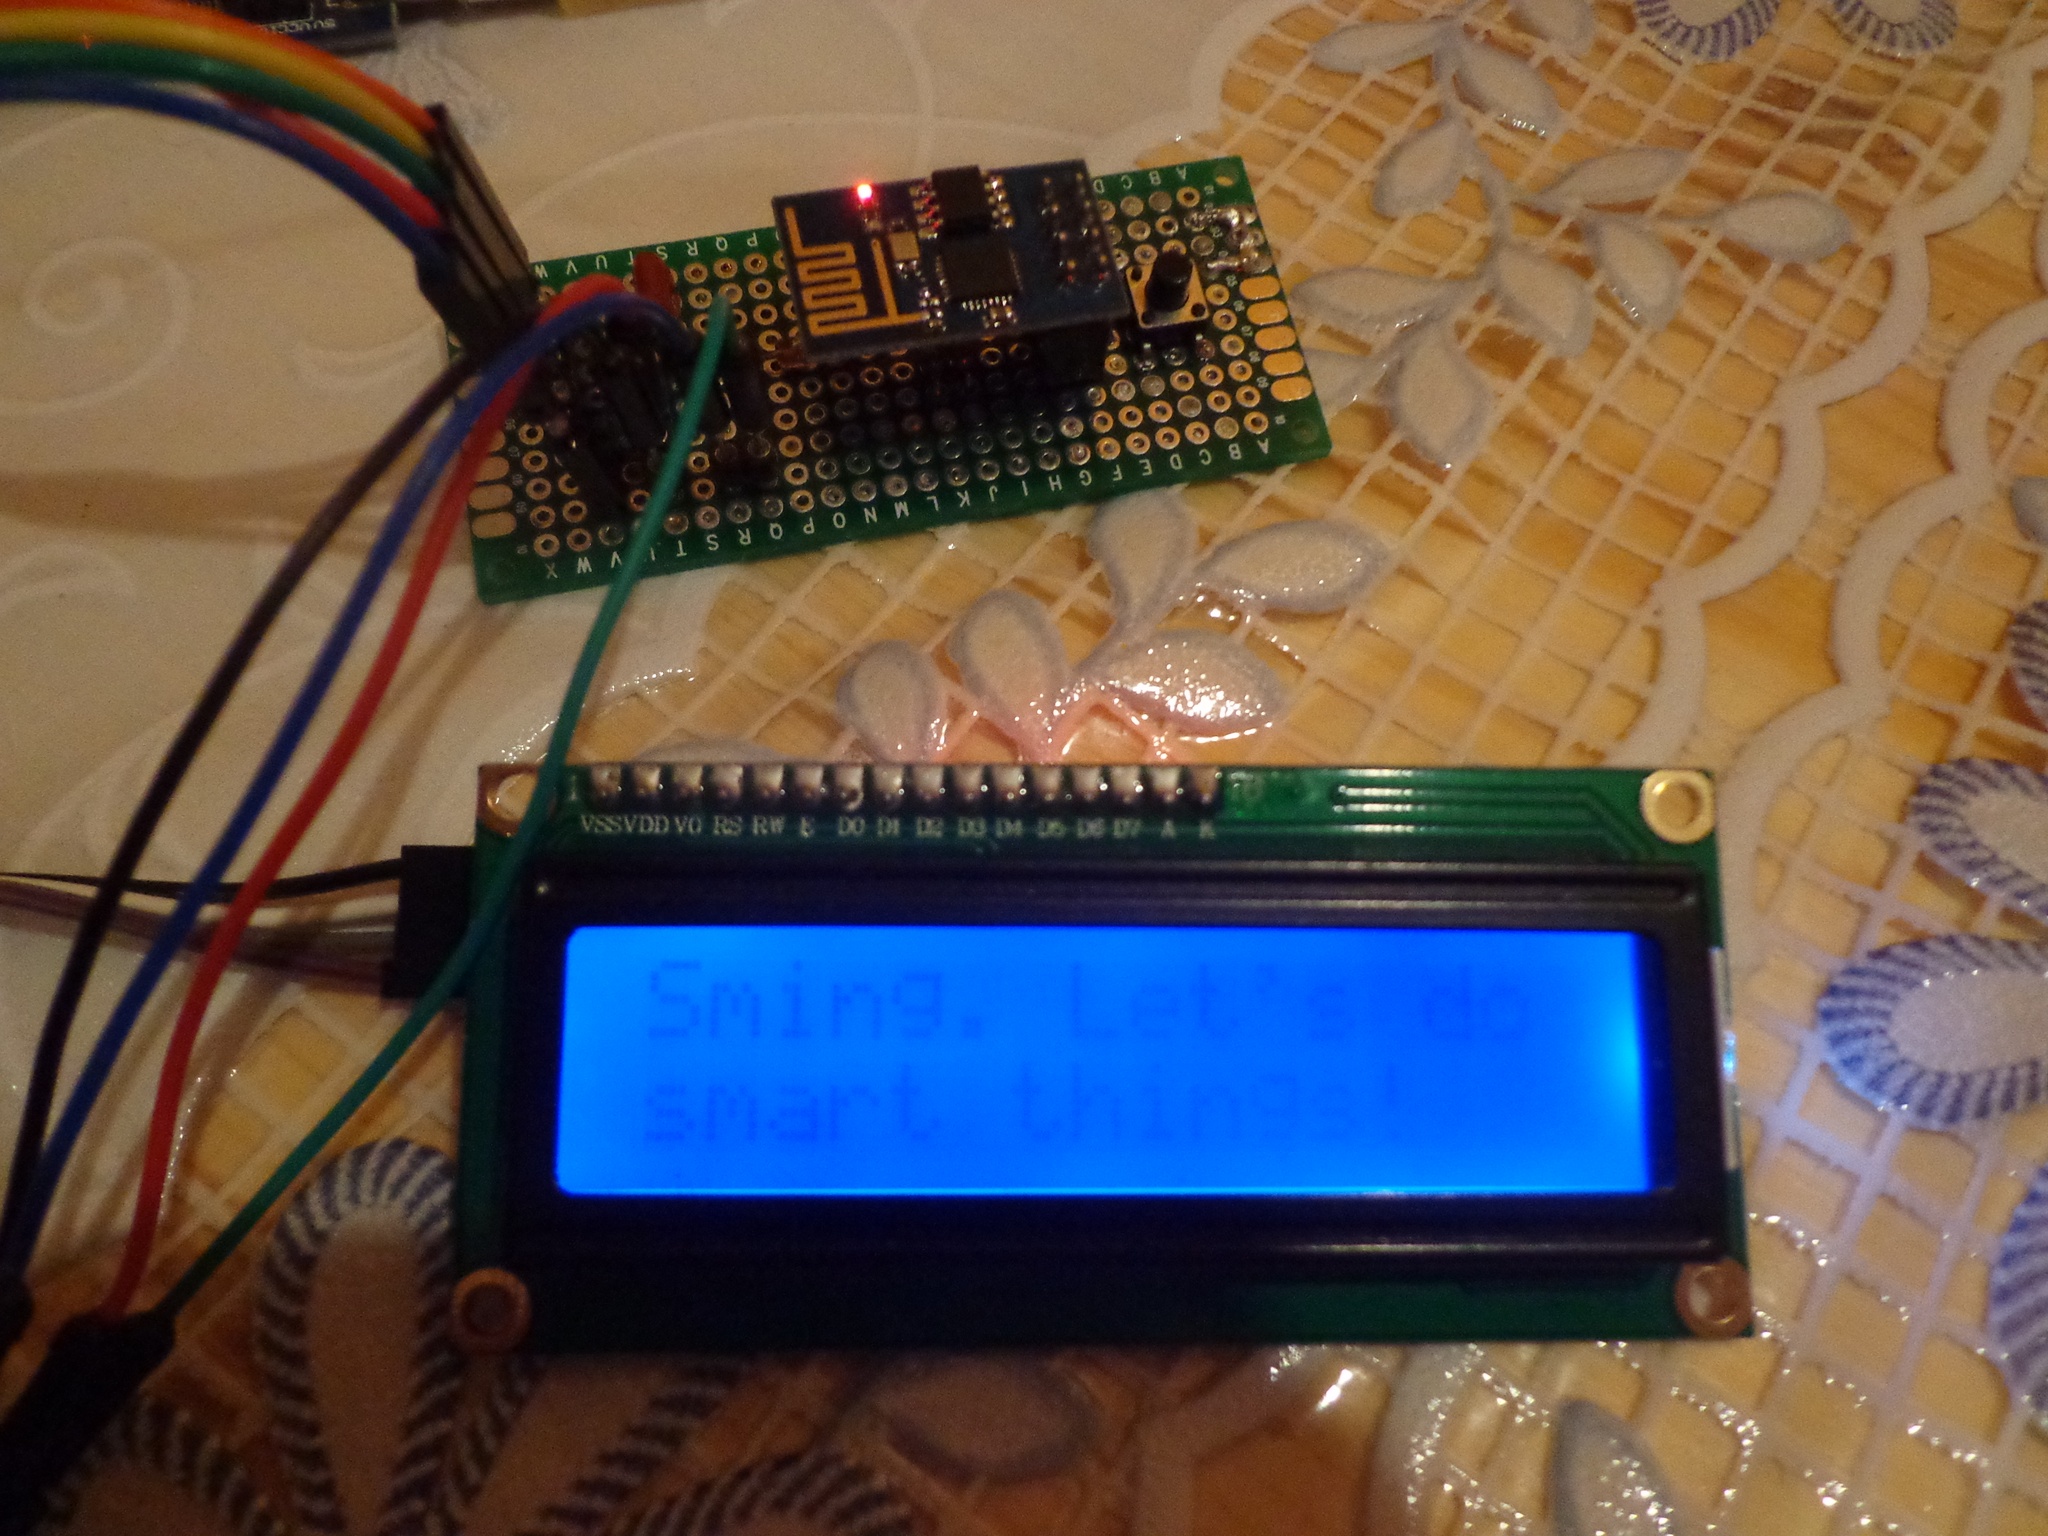 W V U T S R Q P D C B A
X W V U T S R Q P O N M L K J I H G F E D C B A
VSS VDD V0 RS RW E D0 D1 D2 D3 D4 D5 D6 D7 A K
Sming. Let's do
smart things!